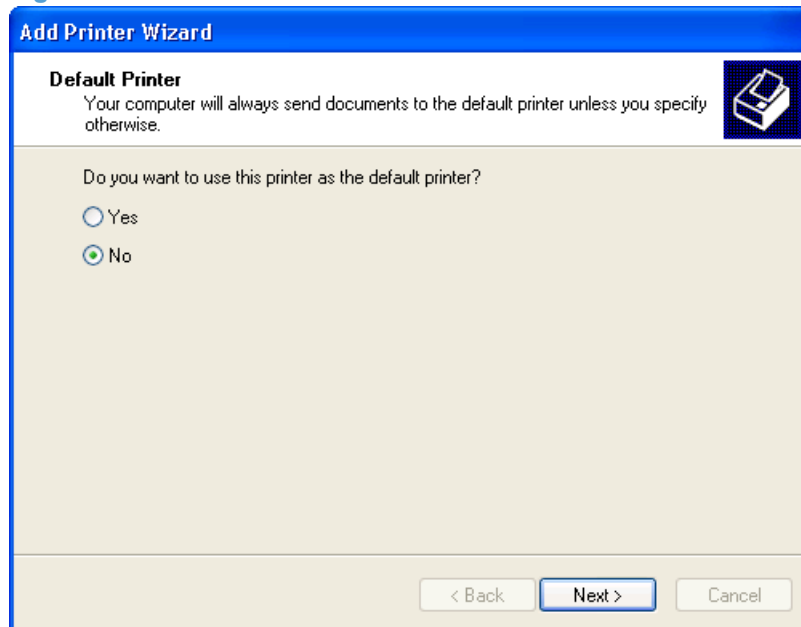 Add Printer Wizard
Default Printer
Your computer will always send documents to the default printer unless you specify
otherwise.
Do you want to use this printer as the default printer?
Yes
No
< Back
Next >
Cancel